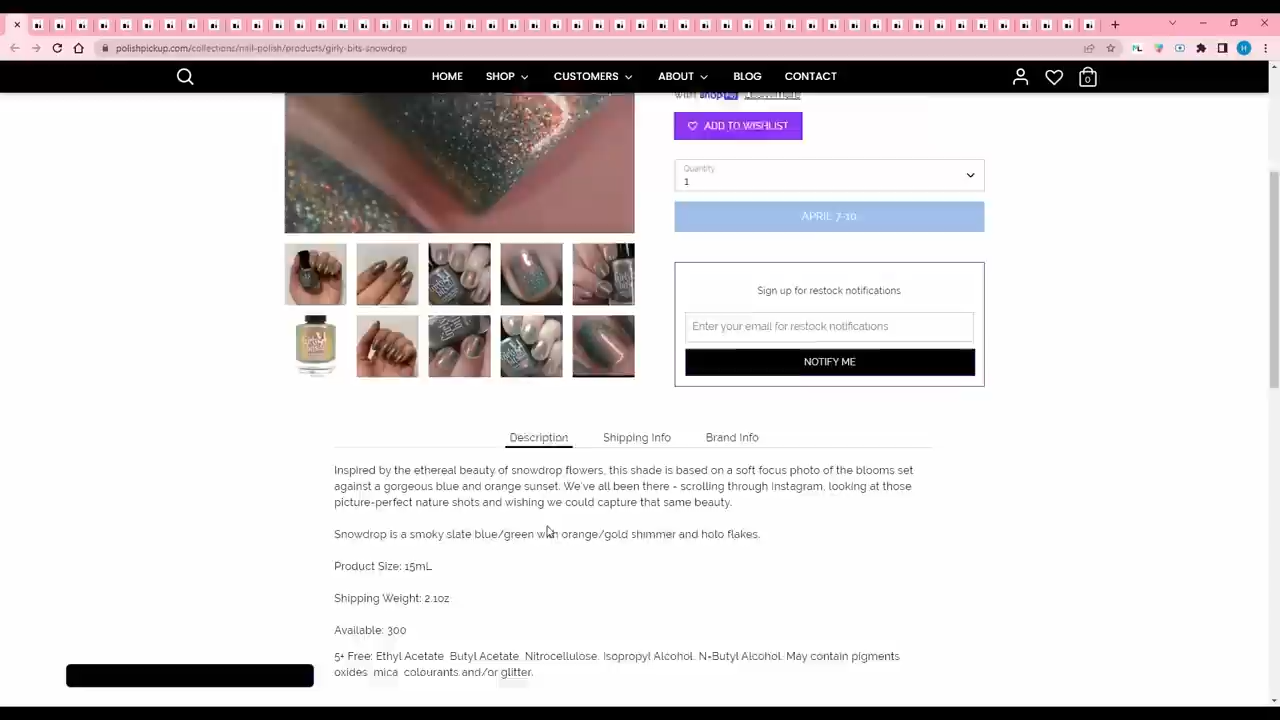 polishpickup.com/collections/nfill-polish/products/girly-bits-snowdrop
HOME SHOP CUSTOMERS ABOUT BLOG CONTACT
0
with shop
ADD TO WISHLIST
Quantity
1
APRIL 7-10
Sign up for restock notifications
Enter your email for restock notifications
NOTIFY ME
Description Shipping Info Brand Info
Inspired by the ethereal beauty of snowdrop flowers, this shade is based on a soft focus photo of the blooms set
against a gorgeous blue and orange sunset. We've all been there - scrolling through Instagram, looking at those
picture-perfect nature shots and wishing we could capture that same beauty.
Snowdrop is a smoky slate blue/green with orange/gold shimmer and holo flakes.
Product Size: 15mL
Shipping Weight: 2.1oz
Available: 300
5+ Free: Ethyl Acetate Butyl Acetate Nitrocellulose. Isopropyl Alcohol. N-Butyl Alcohol. May contain pigments
oxides mica colourants and/or glitter.